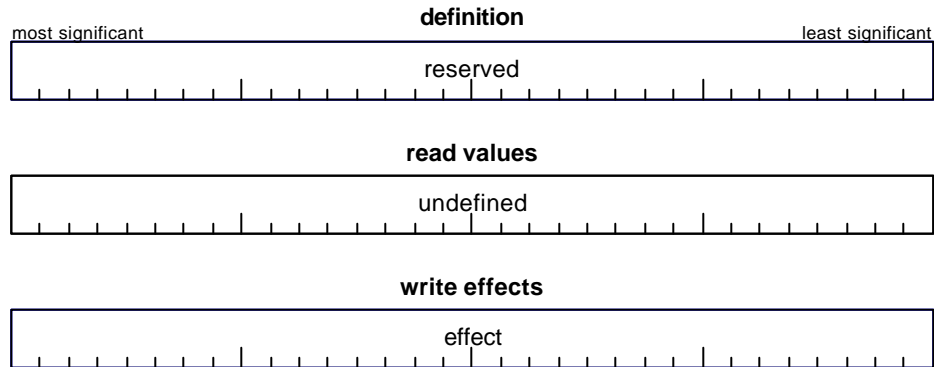 definition
most significant least significant
reserved
read values
undefined
write effects
effect